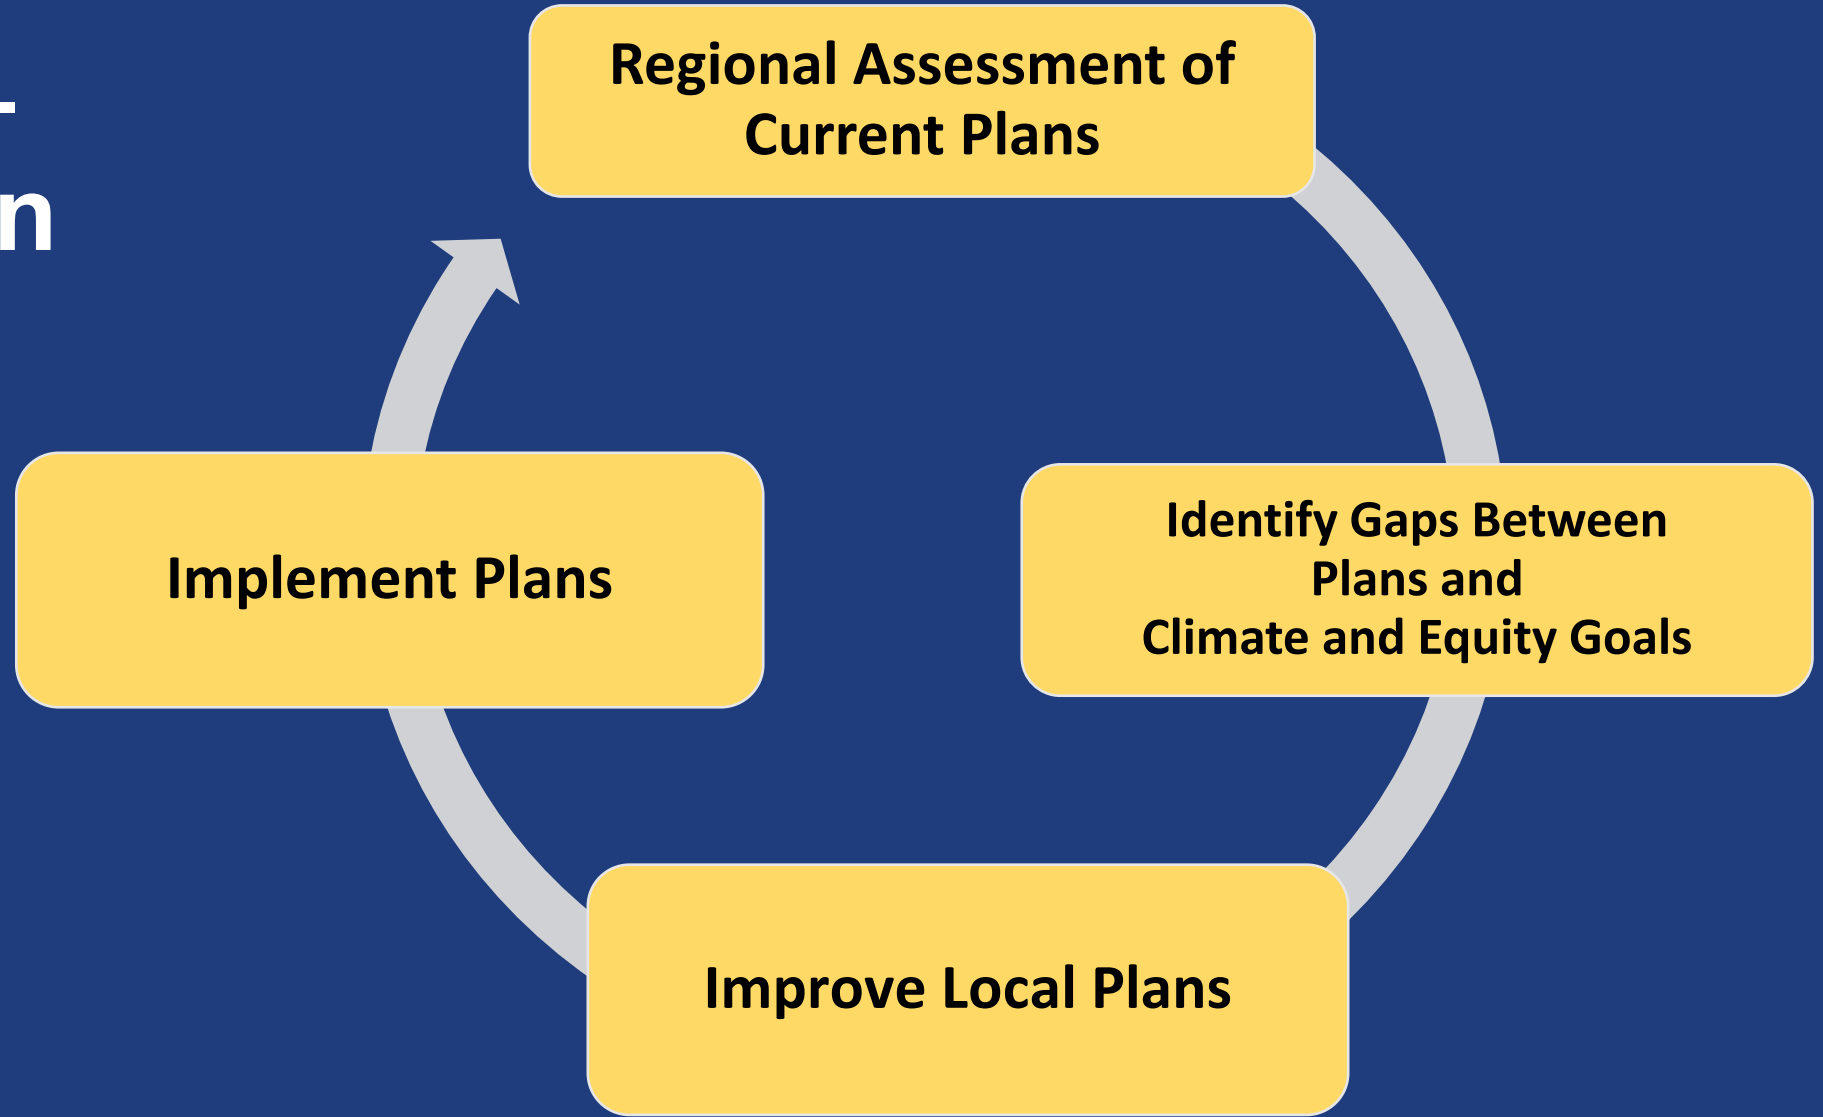 Regional Assessment of
Current Plans
n
Identify Gaps Between
Plans and
Climate and Equity Goals
Implement Plans
Improve Local Plans